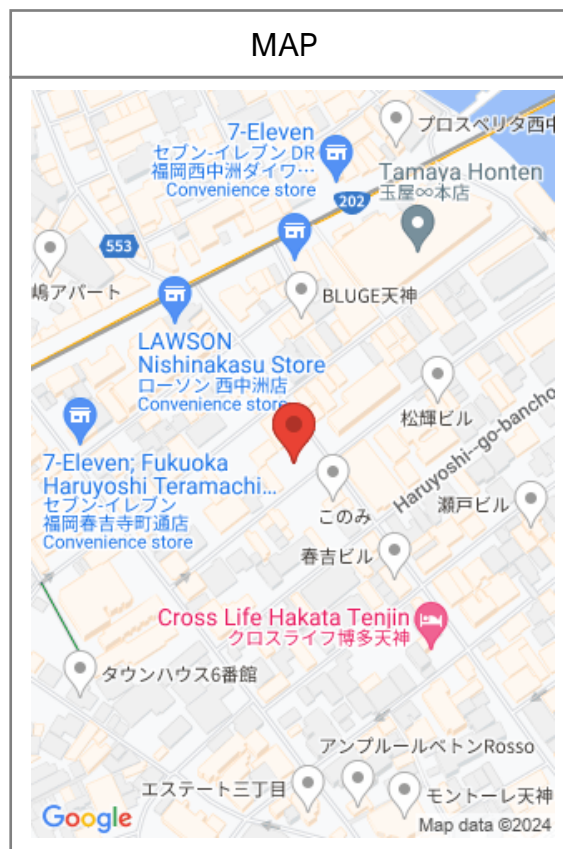 MAP
7-Eleven
セブン-イレブン DR
福岡西中洲ダイワ…
Convenience store
プロスペリタ西中
Tamaya Honten
玉屋∞本店
202
553
嶋アパート
BLUGE天神
LAWSON
Nishinakasu Store
ローソン 西中洲店
Convenience store
松輝ビル
Haruyoshi--go-bancho
7-Eleven; Fukuoka
Haruyoshi Teramachi...
セブン-イレブン
福岡春吉寺町通店
Convenience store
このみ
瀬戸ビル
春吉ビル
Cross Life Hakata Tenjin
クロスライフ博多天神
タウンハウス6番館
アンプルールベトンRosso
エステート三丁目
モントーレ天神
Google
Map data ©2024